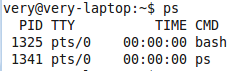 very@very-laptop:~$ ps
PID TTY TIME CMD
1325 pts/0 00:00:00 bash
1341 pts/0 00:00:00 ps